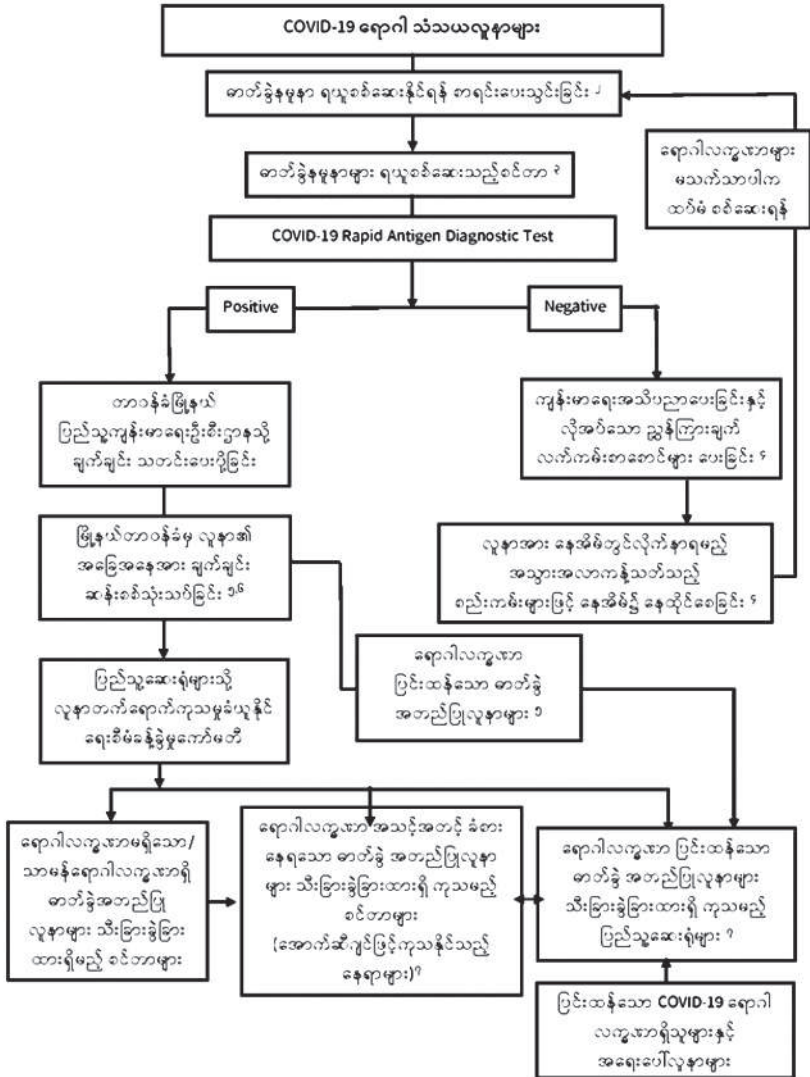 COVID-19 ရောဂါ သံသယလူနာများ
ဓာတ်ခွဲနမူနာ ရယူစစ်ဆေးနိုင်ရန် စာရင်းပေးသွင်းခြင်း ၂
ရောဂါလက္ခဏာများ
မသက်သာပါက
ထပ်မံ စစ်ဆေးရန်
ဓာတ်ခွဲနမူနာများ ရယူစစ်ဆေးသည့်စင်တာ ၃
COVID-19 Rapid Antigen Diagnostic Test
Positive
Negative
တာဝန်ခံမြို့နယ်
ပြည်သူ့ကျန်းမာရေးဦးစီးဌာနသို့
ချက်ချင်း သတင်းပေးပို့ခြင်း
ကျန်းမာရေးအသိပညာပေးခြင်းနှင့်
လိုအပ်သော ညွှန်ကြားချက်
လက်ကမ်းစာစောင်များ ပေးခြင်း ၄
မြို့နယ်တာဝန်ခံမှ လူနာ၏
အခြေအနေအား ချက်ချင်း
ဆန်းစစ်သုံးသပ်ခြင်း ၅,၆
လူနာအား နေအိမ်တွင်လိုက်နာရမည့်
အသွားအလာကန့်သတ်သည့်
စည်းကမ်းများဖြင့် နေအိမ်၌ နေထိုင်စေခြင်း ၄
ပြည်သူ့ဆေးရုံများသို့
လူနာတက်ရောက်ကုသမှုခံယူနိုင်
ရေးစီမံခန့်ခွဲမှုကော်မတီ
ရောဂါလက္ခဏာ
ပြင်းထန်သော ဓာတ်ခွဲ
အတည်ပြုလူနာများ ၅
ရောဂါလက္ခဏာမရှိသော/
သာမန်ရောဂါလက္ခဏာရှိ
ဓာတ်ခွဲအတည်ပြု
လူနာများ သီးခြားခွဲခြား
ထားရှိမည့် စင်တာများ
ရောဂါလက္ခဏာ အသင့်အတင့် ခံစား
နေရသော ဓာတ်ခွဲ အတည်ပြုလူနာ
များ သီးခြားခွဲခြားထားရှိ ကုသမည့်
စင်တာများ
(အောက်ဆီဂျင်ဖြင့်ကုသနိုင်သည့်
နေရာများ)၇
ရောဂါလက္ခဏာ ပြင်းထန်သော
ဓာတ်ခွဲ အတည်ပြုလူနာများ
သီးခြားခွဲခြားထားရှိ ကုသမည့်
ပြည်သူ့ဆေးရုံများ ၇
ပြင်းထန်သော COVID-19 ရောဂါ
လက္ခဏာရှိသူများနှင့်
အရေးပေါ်လူနာများ